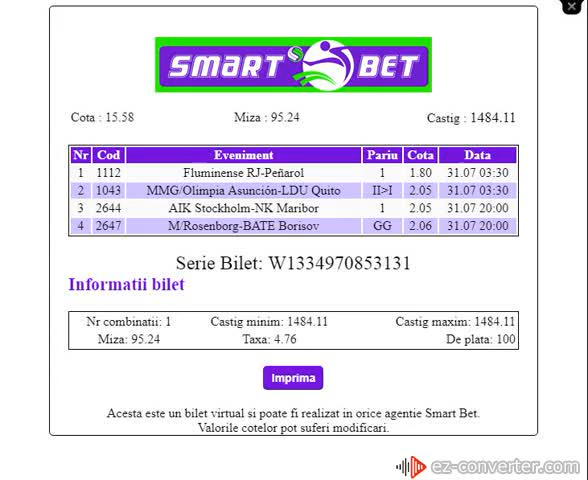 SMART BET
Cota : 15.58 Miza : 95.24 Castig : 1484.11
Nr Cod Eveniment Pariu Cota Data
1 1112 Fluminense RJ-Peñarol 1 1.80 31.07 03:30
2 1043 MMG/Olimpia Asunción-LDU Quito II>I 2.05 31.07 03:30
3 2644 AIK Stockholm-NK Maribor 1 2.05 31.07 20:00
4 2647 M/Rosenborg-BATE Borisov GG 2.06 31.07 20:00
Serie Bilet: W1334970853131
Informatii bilet
Nr combinatii: 1 Castig minim: 1484.11 Castig maxim: 1484.11
Miza: 95.24 Taxa: 4.76 De plata: 100
Imprima
Acesta este un bilet virtual si poate fi realizat in orice agentie Smart Bet.
Valorile cotelor pot suferi modificari.
ez-converter.com